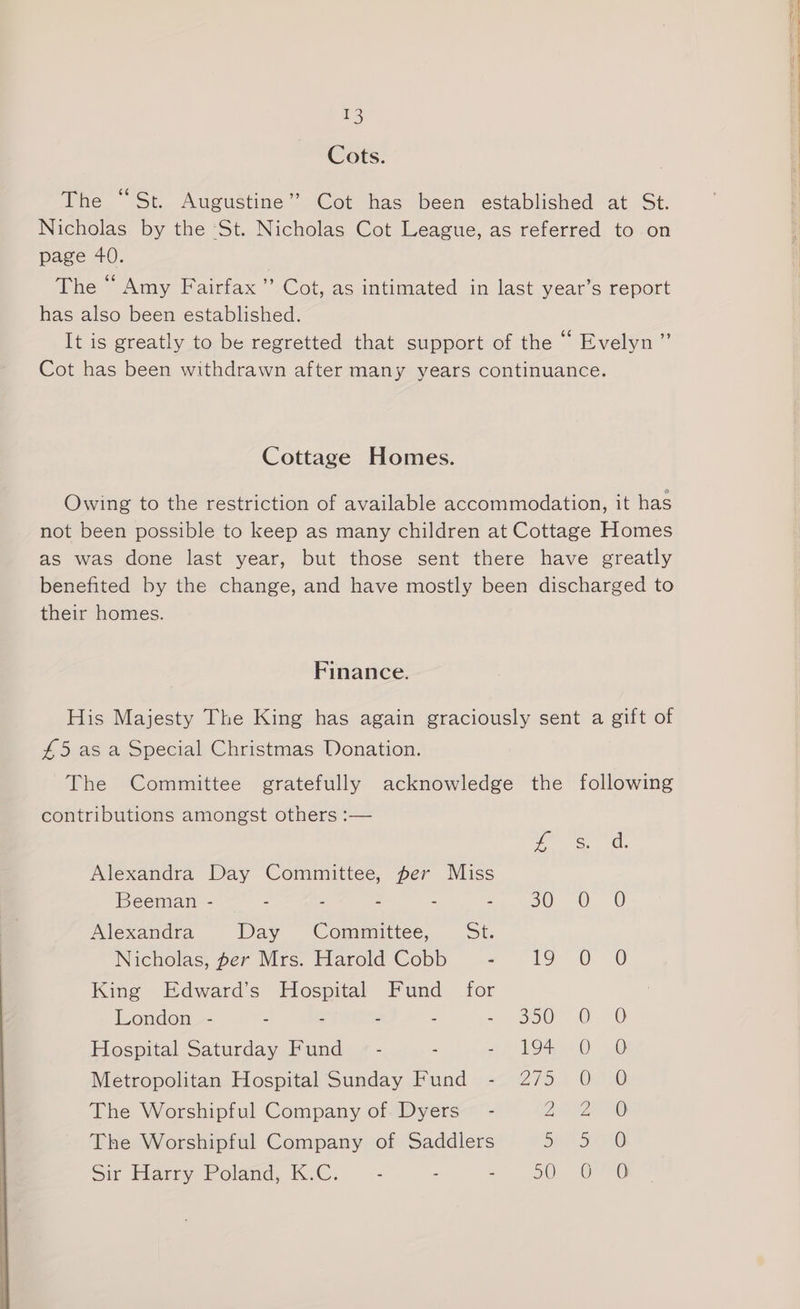 13
Cots.
The “St. Augustine” Cot has been established at St.
Nicholas by the St. Nicholas Cot League, as referred to on
page 40.
The “Amy Fairfax” Cot, as intimated in last year’s report
has also been established.
It is greatly to be regretted that support of the “Evelyn”
Cot has been withdrawn after many years continuance.
Cottage Homes.
Owing to the restriction of available accommodation, it has
not been possible to keep as many children at Cottage Homes
as was done last year, but those sent there have greatly
benefited by the change, and have mostly been discharged to
their homes.
Finance.
His Majesty The King has again graciously sent a gift of
£5 as a Special Christmas Donation.
The Committee gratefully acknowledge the following
contributions amongst others :—
£ s. d.
Alexandra Day Committee, per Miss
Beeman - - - - - - 30 0 0
Alexandra Day Committee, St.
Nicholas, per Mrs. Harold Cobb - 19 0 0
King Edward’s Hospital Fund for
London - - - - - - 350 0 0
Hospital Saturday Fund - - - 194 0 0
Metropolitan Hospital Sunday Fund - 275 0 0
The Worshipful Company of Dyers - 2 2 0
The Worshipful Company of Saddlers 5 5 0
Sir Harry Poland, K.C. - - - 50 0 0